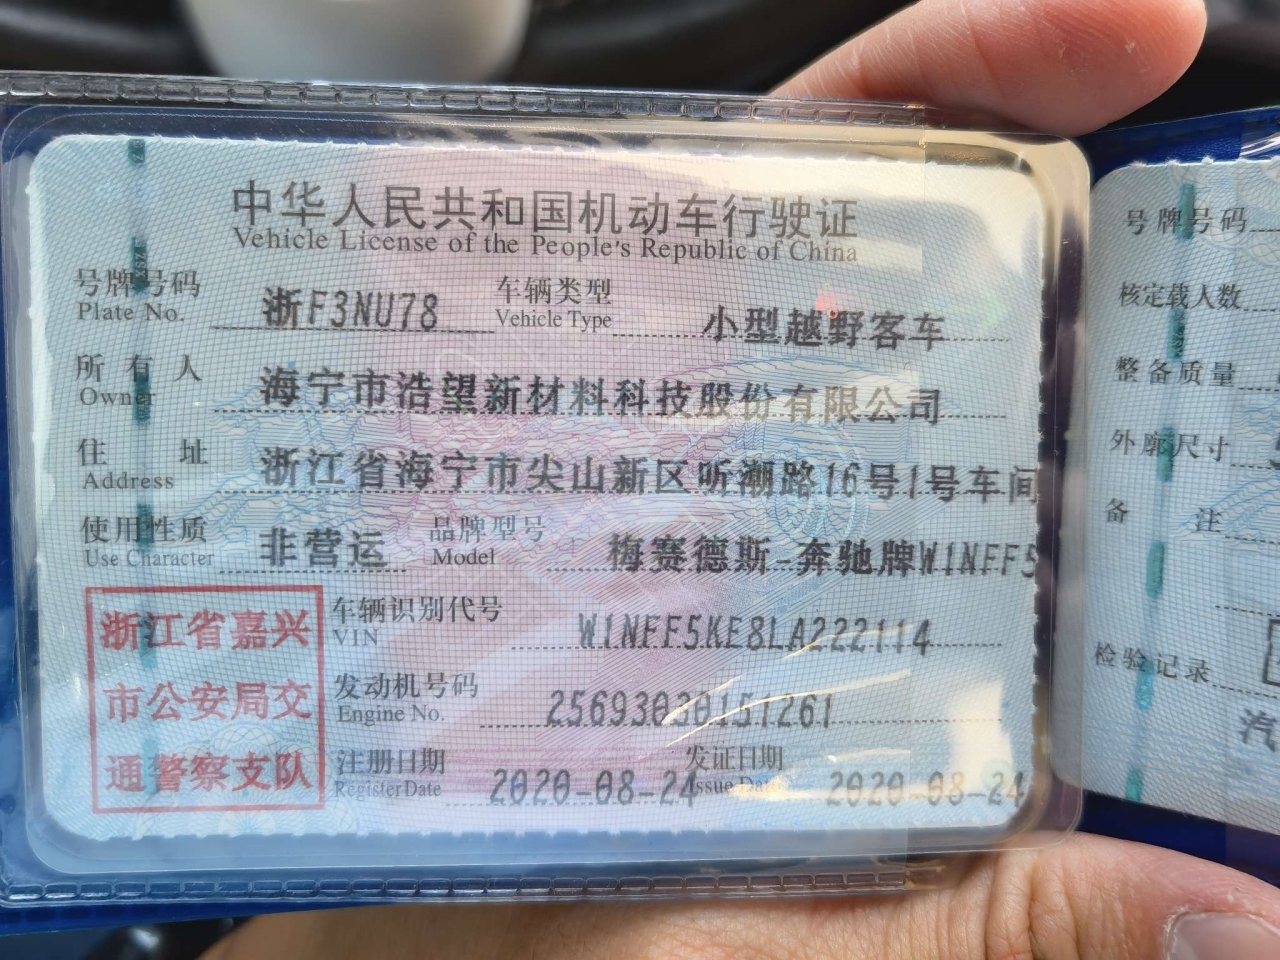 中华人民共和国机动车行驶证
Vehicle License of the People's Republic of China
号牌号码 浙F3NU78 车辆类型 小型越野客车
Plate No. Vehicle Type
所有人 海宁市浩望新材料科技股份有限公司
Owner
住址 浙江省海宁市尖山新区听潮路16号1号车间
Address
使用性质 非营运 品牌型号 梅赛德斯-奔驰牌W1NFF5
Use Character Model
浙江省嘉兴
市公安局交
通警察支队
车辆识别代号 W1NFF5KE8LA222114
VIN
发动机号码 25693030151261
Engine No.
注册日期 2020-08-24 发证日期 2020-08-24
Register Date Issue Date
号牌号码
核定载人数
整备质量
外廓尺寸
备注
检验记录
汽